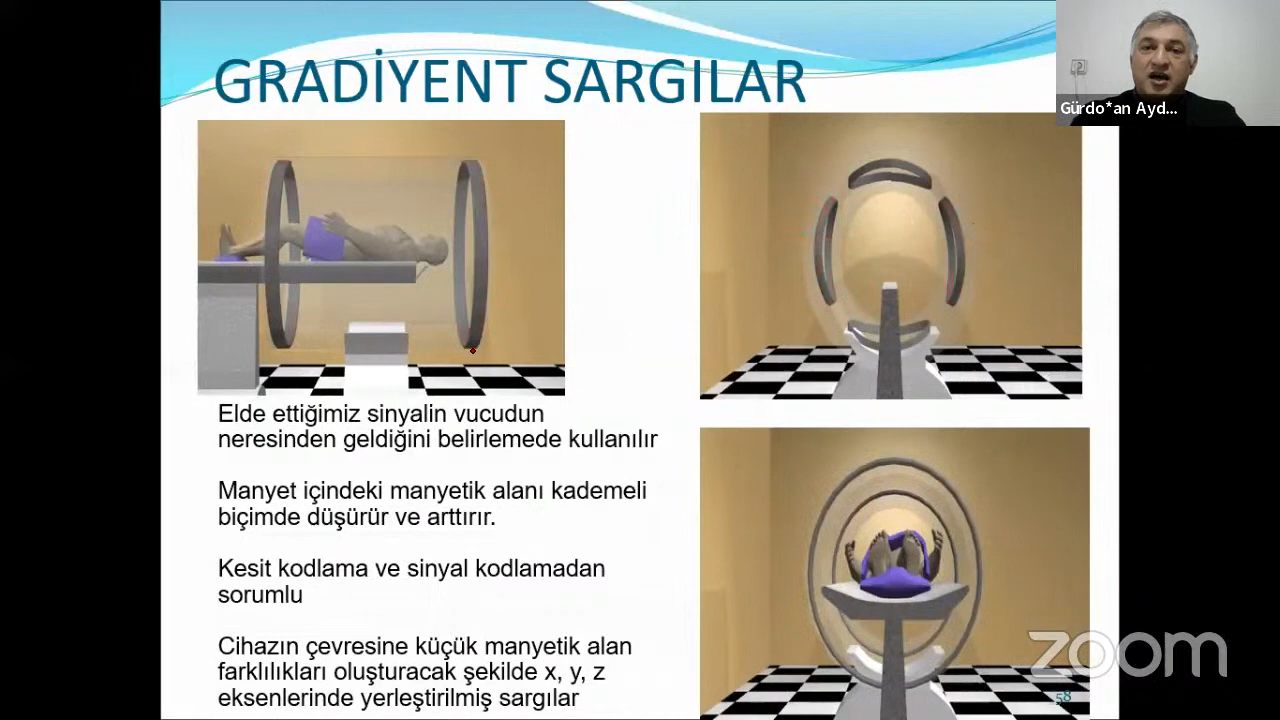 GRADİYENT SARGILAR
Gürdo*an Ayd...
Elde ettiğimiz sinyalin vucudun
neresinden geldiğini belirlemede kullanılır
Manyet içindeki manyetik alanı kademeli
biçimde düşürür ve arttırır.
Kesit kodlama ve sinyal kodlamadan
sorumlu
Cihazın çevresine küçük manyetik alan
farklılıkları oluşturacak şekilde x, y, z
eksenlerinde yerleştirilmiş sargılar
zoom
58